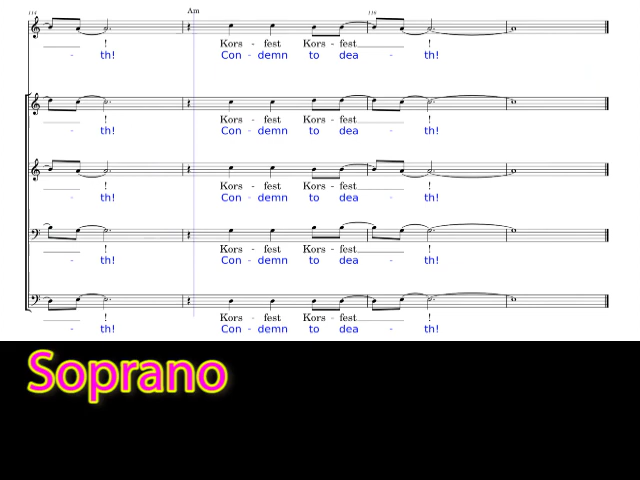 114 Am 116
! Kors - fest Kors - fest !
- th! Con - demn to dea - th!
! Kors - fest Kors - fest !
- th! Con - demn to dea - th!
! Kors - fest Kors - fest !
- th! Con - demn to dea - th!
! Kors - fest Kors - fest !
- th! Con - demn to dea - th!
! Kors - fest Kors - fest !
- th! Con - demn to dea - th!
Soprano